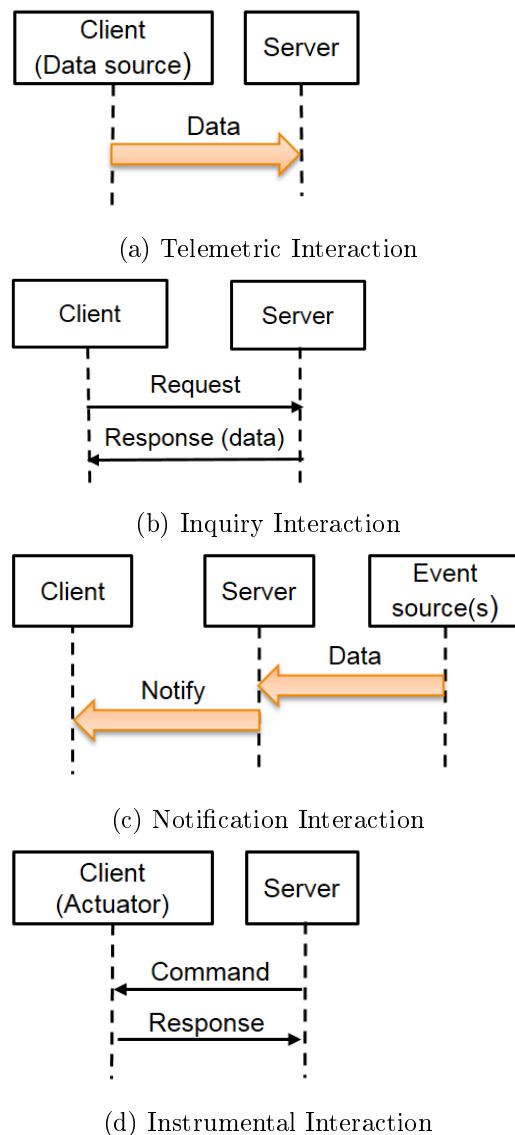 Client
(Data source)
Server
Data
(a) Telemetric Interaction
Client
Server
Request
Response (data)
(b) Inquiry Interaction
Client
Server
Event
source(s)
Data
Notify
(c) Notification Interaction
Client
(Actuator)
Server
Command
Response
(d) Instrumental Interaction